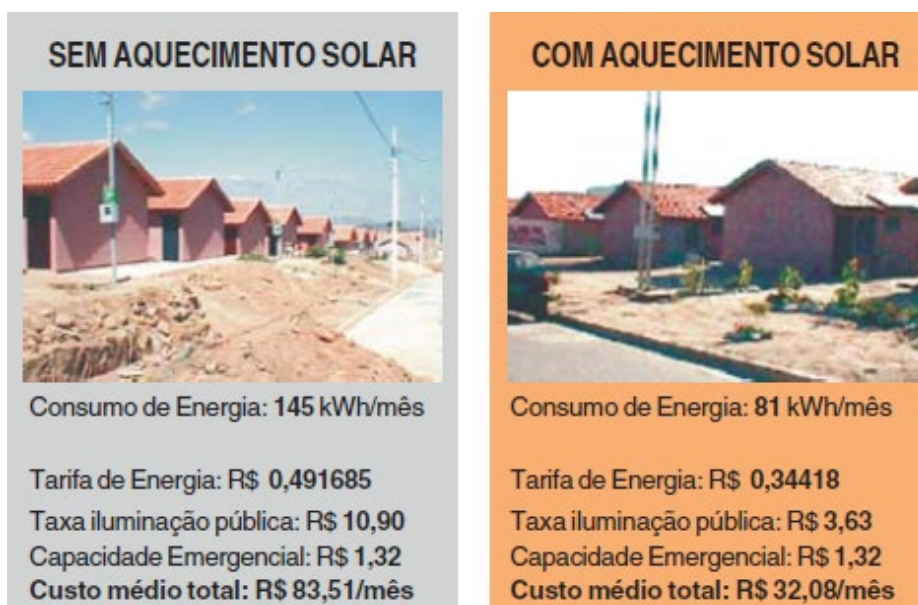 SEM AQUECIMENTO SOLAR
Consumo de Energia: 145 kWh/mês
Tarifa de Energia: R$ 0,491685
Taxa iluminação pública: R$ 10,90
Capacidade Emergencial: R$ 1,32
Custo médio total: R$ 83,51/mês
COM AQUECIMENTO SOLAR
Consumo de Energia: 81 kWh/mês
Tarifa de Energia: R$ 0,34418
Taxa iluminação pública: R$ 3,63
Capacidade Emergencial: R$ 1,32
Custo médio total: R$ 32,08/mês